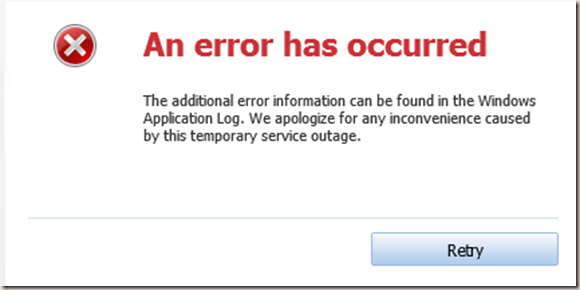 An error has occurred
The additional error information can be found in the Windows
Application Log. We apologize for any inconvenience caused
by this temporary service outage.
Retry